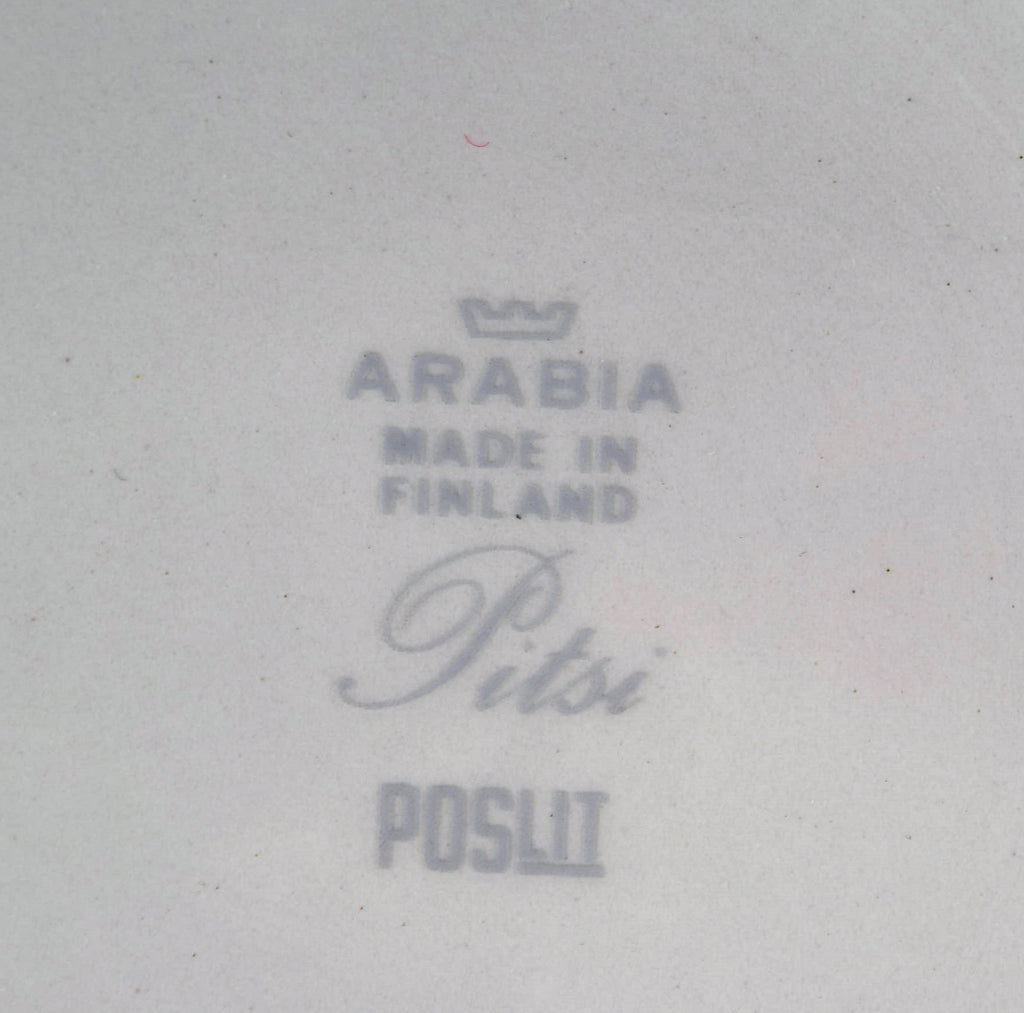 ARABIA
MADE IN
FINLAND
Pitsi
POSLIT